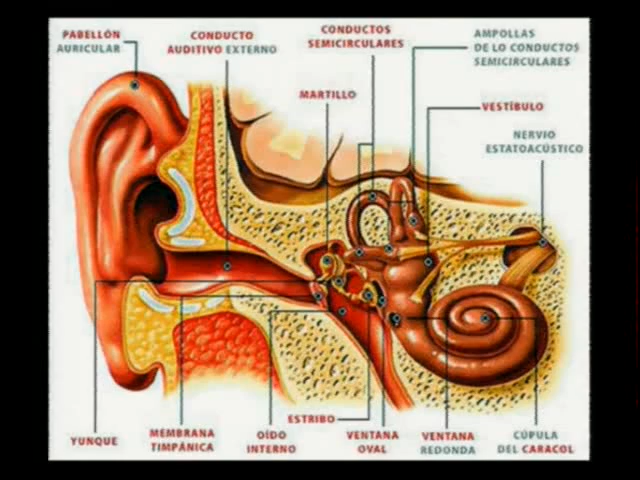 PABELLÓN
AURICULAR
CONDUCTO
AUDITIVO EXTERNO
CONDUCTOS
SEMICIRCULARES
AMPOLLAS
DE LO CONDUCTOS
SEMICIRCULARES
MARTILLO
VESTÍBULO
NERVIO
ESTATOACÚSTICO
YUNQUE
MEMBRANA
TIMPÁNICA
OÍDO
INTERNO
ESTRIBO
VENTANA
OVAL
VENTANA
REDONDA
CÚPULA
DEL CARACOL